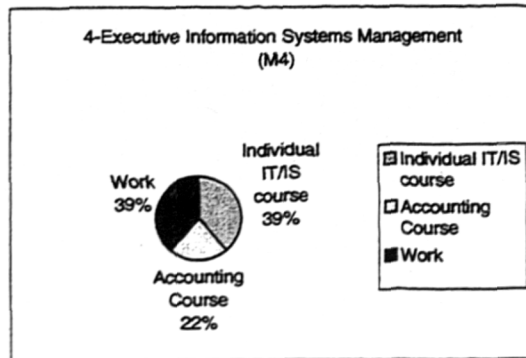 4-Executive Information Systems Management
(M4)
Individual
IT/IS
course
39%
Work
39%
Accounting
Course
22%
Individual IT/IS
course
Accounting
Course
Work